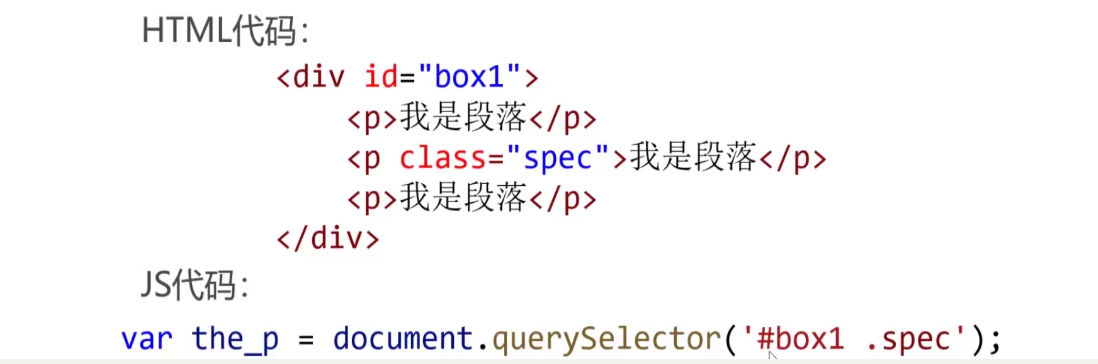 HTML代码：
<div id="box1">
<p>我是段落</p>
<p class="spec">我是段落</p>
<p>我是段落</p>
</div>
JS代码：
var the_p = document.querySelector('#box1 .spec');